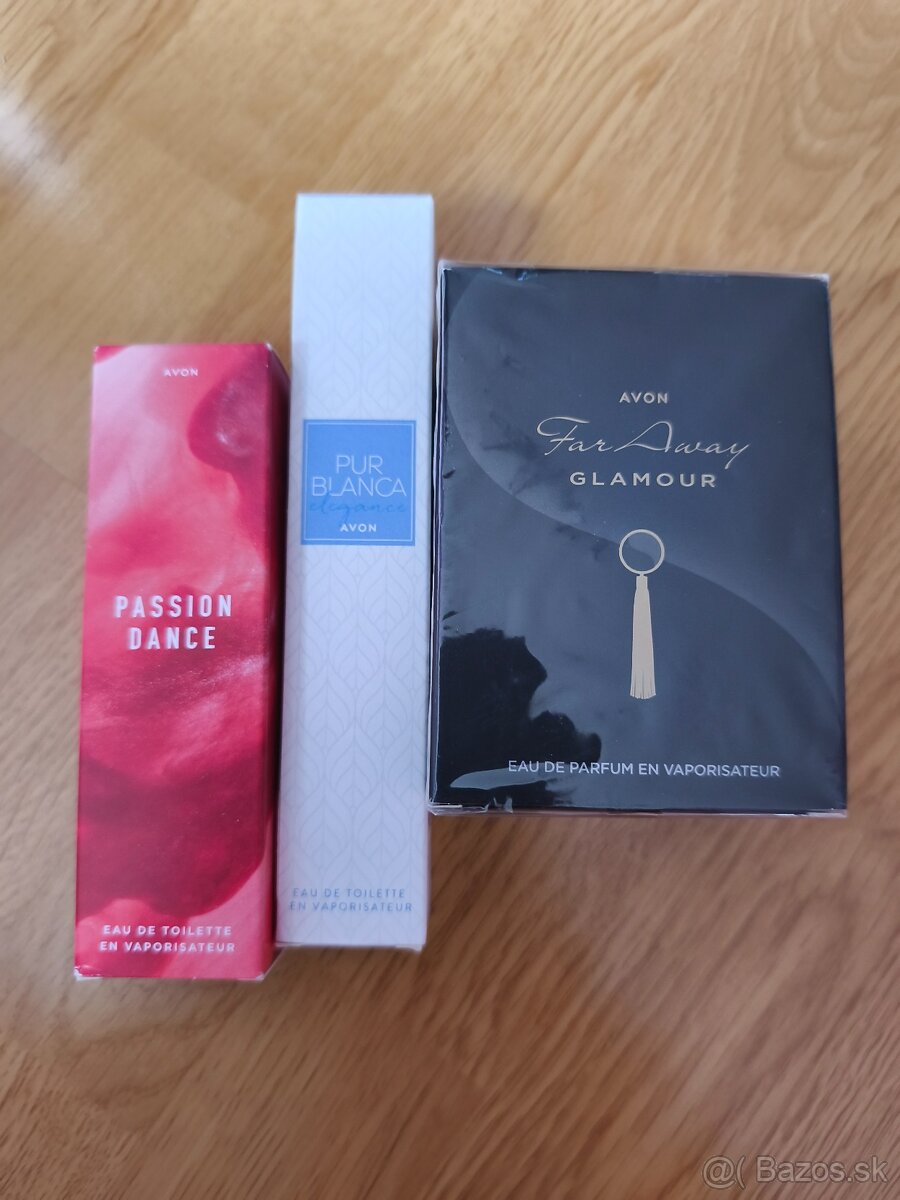 AVON
PASSION
DANCE
EAU DE TOILETTE
EN VAPORISATEUR
PUR
BLANCA
elegance
AVON
EAU DE TOILETTE
EN VAPORISATEUR
AVON
Far Away
GLAMOUR
EAU DE PARFUM EN VAPORISATEUR
@( Bazos.sk